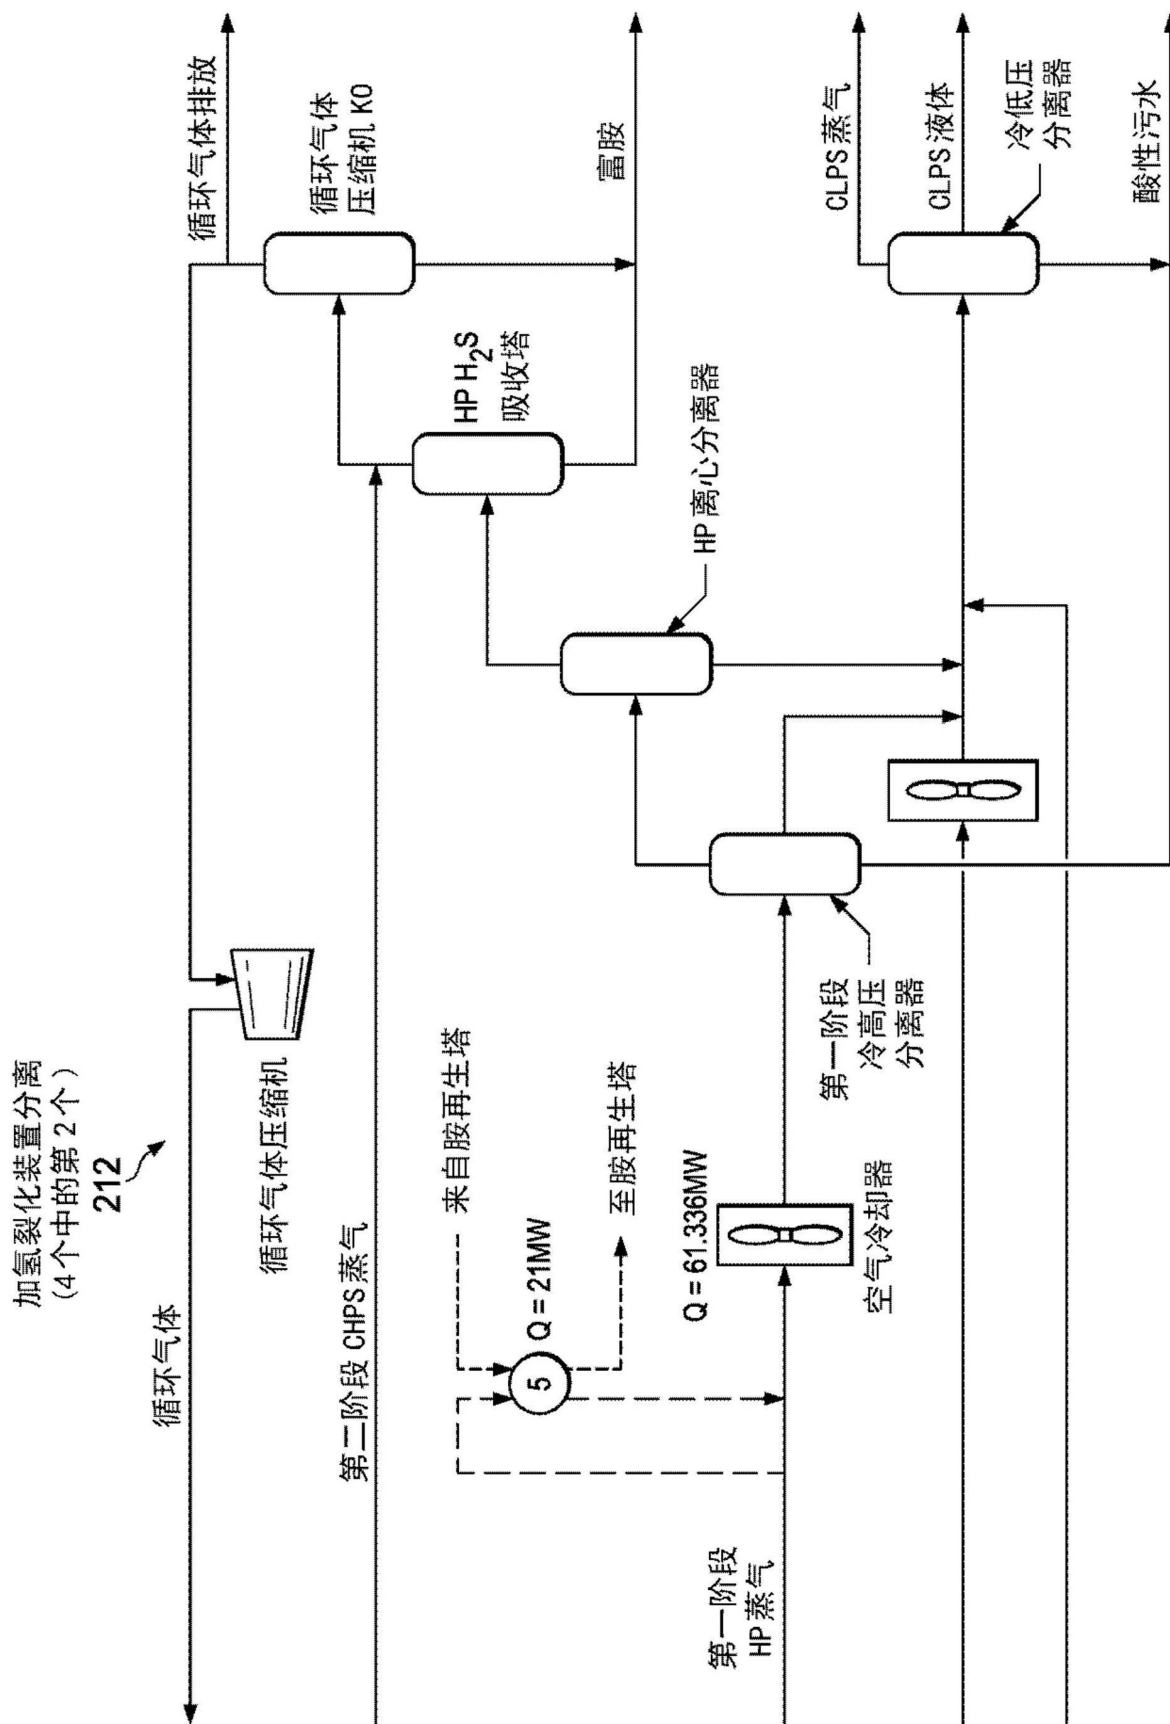 加氢裂化装置分离
(4个中的第2个)
212
循环气体
循环气体压缩机
循环气体排放
循环气体
压缩机 KO
第二阶段 CHPS 蒸气
HP H₂S
吸收塔
富胺
来自胺再生塔
5
Q = 21MW
至胺再生塔
HP 离心分离器
第一阶段
HP 蒸气
Q = 61.336MW
空气冷却器
第一阶段
冷高压
分离器
CLPS 蒸气
CLPS 液体
冷低压
分离器
酸性污水